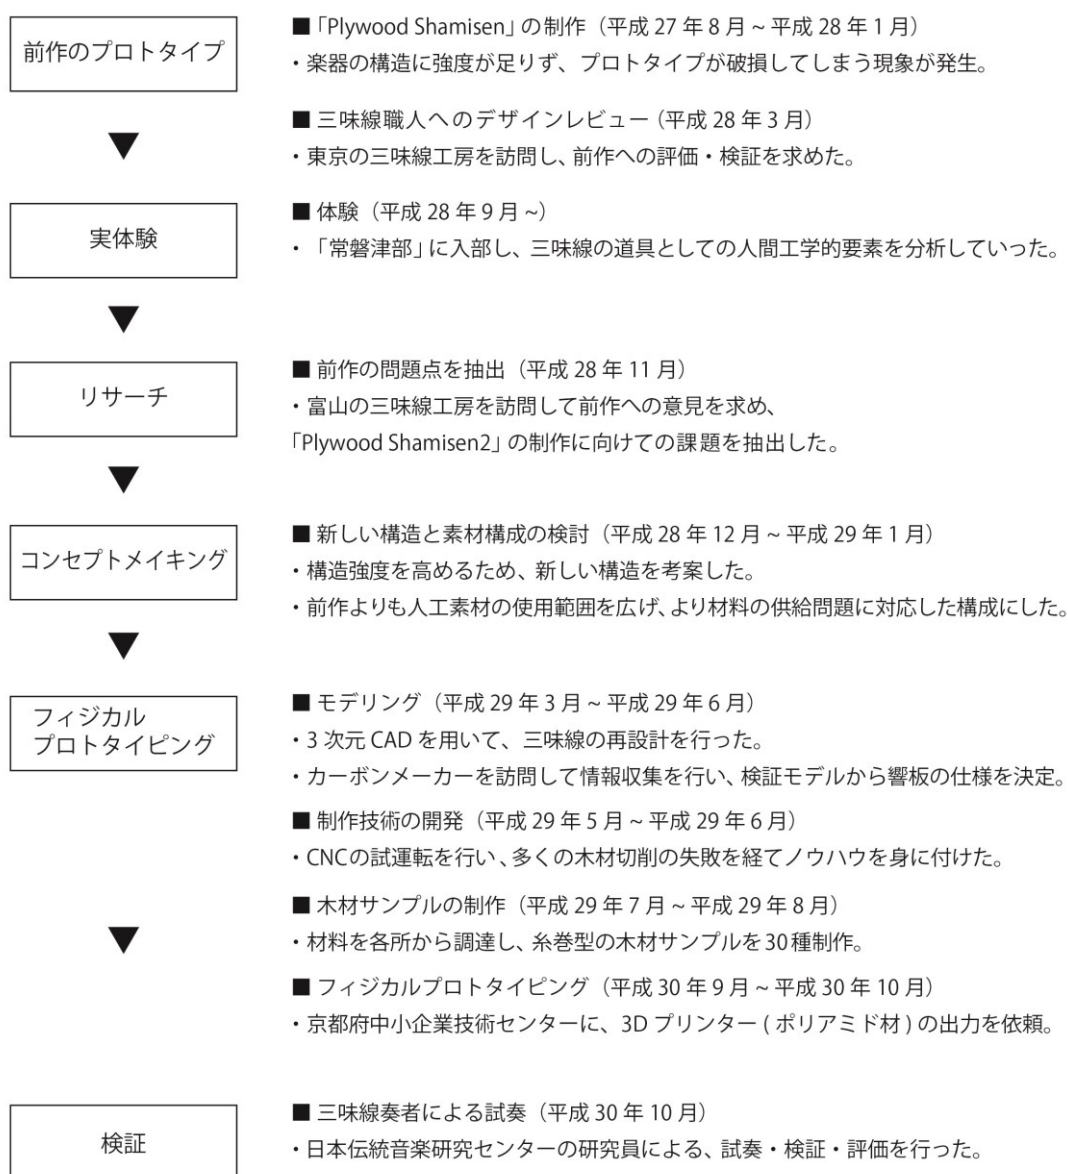 前作のプロトタイプ
■「Plywood Shamisen」の制作（平成 27 年 8 月 ~ 平成 28 年 1 月）
・楽器の構造に強度が足りず、プロトタイプが破損してしまう現象が発生。
▼
■ 三味線職人へのデザインレビュー（平成 28 年 3 月）
・東京の三味線工房を訪問し、前作への評価・検証を求めた。
実体験
■ 体験（平成 28 年 9 月 ~）
・「常磐津部」に入部し、三味線の道具としての人間工学的要素を分析していった。
▼
リサーチ
■ 前作の問題点を抽出（平成 28 年 11 月）
・富山の三味線工房を訪問して前作への意見を求め、
「Plywood Shamisen2」の制作に向けての課題を抽出した。
▼
コンセプトメイキング
■ 新しい構造と素材構成の検討（平成 28 年 12 月 ~ 平成 29 年 1 月）
・構造強度を高めるため、新しい構造を考案した。
・前作よりも人工素材の使用範囲を広げ、より材料の供給問題に対応した構成にした。
▼
フィジカル
プロトタイピング
■ モデリング（平成 29 年 3 月 ~ 平成 29 年 6 月）
・3 次元 CAD を用いて、三味線の再設計を行った。
・カーボンメーカーを訪問して情報収集を行い、検証モデルから響板の仕様を決定。
■ 制作技術の開発（平成 29 年 5 月 ~ 平成 29 年 6 月）
・CNCの試運転を行い、多くの木材切削の失敗を経てノウハウを身に付けた。
■ 木材サンプルの制作（平成 29 年 7 月 ~ 平成 29 年 8 月）
・材料を各所から調達し、糸巻型の木材サンプルを30種制作。
▼
■ フィジカルプロトタイピング（平成 30 年 9 月 ~ 平成 30 年 10 月）
・京都府中小企業技術センターに、3D プリンター ( ポリアミド材 ) の出力を依頼。
検証
■ 三味線奏者による試奏（平成 30 年 10 月）
・日本伝統音楽研究センターの研究員による、試奏・検証・評価を行った。